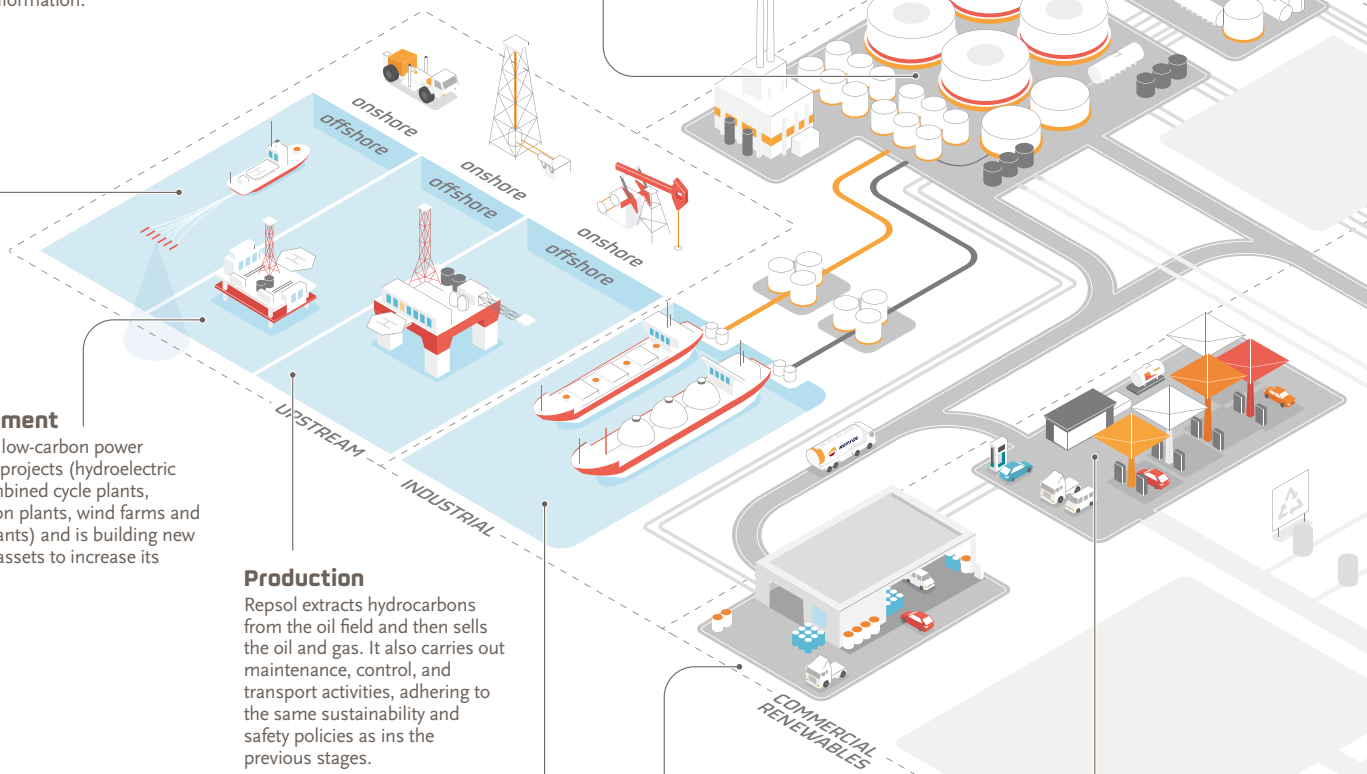 formation.
onshore
offshore
onshore
offshore
onshore
offshore
UPSTREAM
INDUSTRIAL
REPSOL
COMMERCIAL
RENEWABLES
ment
low-carbon power
projects (hydroelectric
mbined cycle plants,
on plants, wind farms and
ants) and is building new
assets to increase its
Production
Repsol extracts hydrocarbons
from the oil field and then sells
the oil and gas. It also carries out
maintenance, control, and
transport activities, adhering to
the same sustainability and
safety policies as ins the
previous stages.